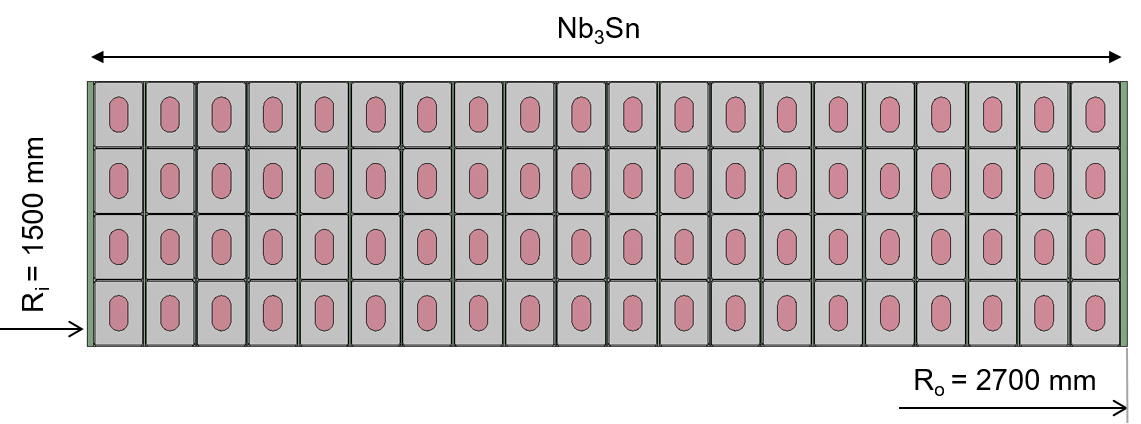 Nb₃Sn
Rᵢ = 1500 mm
Rₒ = 2700 mm